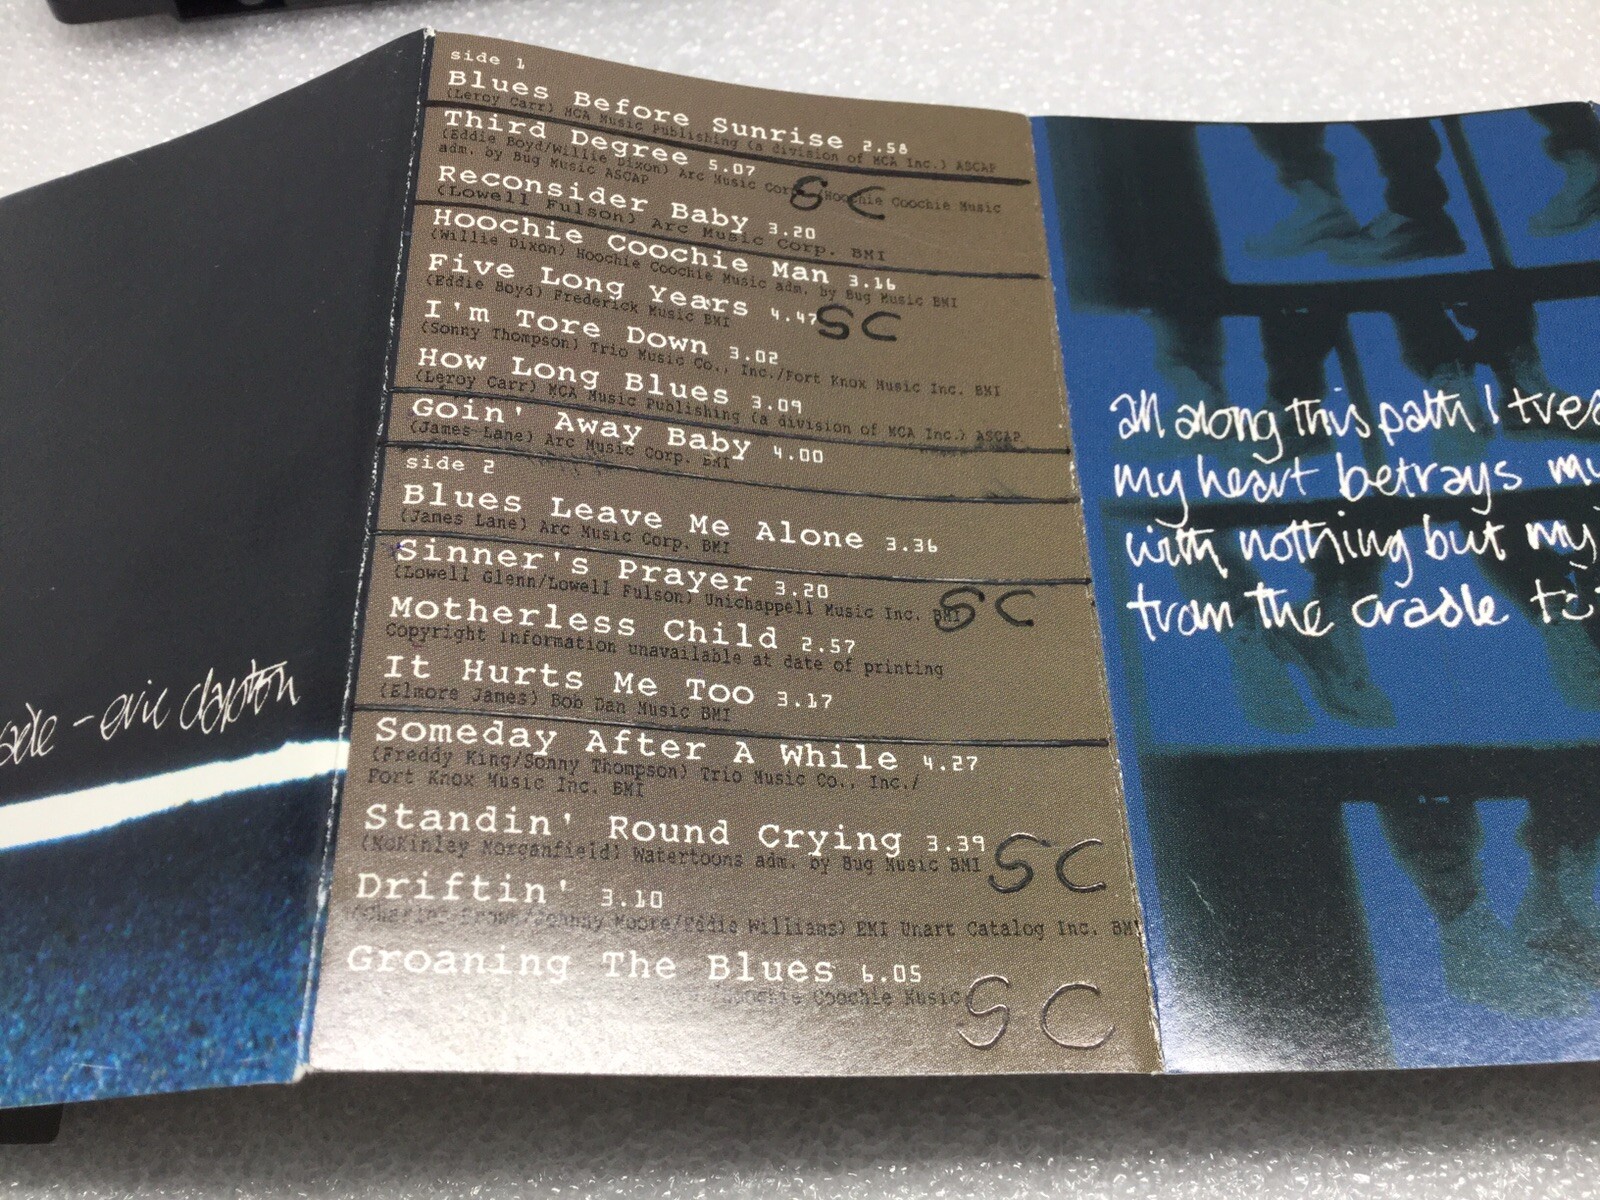 side 1
Blues Before Sunrise 2.58
(Leroy Carr) MCA Music Publishing (a division of MCA Inc.) ASCAP
Third Degree 5.07
(Eddie Boyd/Willie Dixon) Arc Music Corp /Hoochie Coochie Music
adm. by Bug Music ASCAP
SC
Reconsider Baby 3.20
(Lowell Fulson) Arc Music Corp. BMI
Hoochie Coochie Man 3.16
(Willie Dixon) Hoochie Coochie Music adm. by Bug Music BMI
Five Long Years 4.47 SC
(Eddie Boyd) Frederick Music BMI
I'm Tore Down 3.02
(Sonny Thompson) Trio Music Co., Inc./Fort Knox Music Inc. BMI
How Long Blues 3.09
(Leroy Carr) MCA Music Publishing (a division of MCA Inc.) ASCAP
Goin' Away Baby 4.00
(James Lane) Arc Music Corp. BMI
side 2
Blues Leave Me Alone 3.36
(James Lane) Arc Music Corp. BMI
Sinner's Prayer 3.20
(Lowell Glenn/Lowell Fulson) Unichappell Music Inc. BMI SC
Motherless Child 2.57
Copyright information unavailable at date of printing
It Hurts Me Too 3.17
(Elmore James) Bob Dan Music BMI
Someday After A While 4.27
(Freddy King/Sonny Thompson) Trio Music Co., Inc./
Fort Knox Music Inc. BMI
Standin' Round Crying 3.39
(McKinley Morganfield) Watertoons adm. by Bug Music BMI SC
Driftin' 3.10
(Charles Brown/Johnny Moore/Eddie Williams) EMI Unart Catalog Inc. BMI
Groaning The Blues 6.05
/Hoochie Coochie Music SC
- eric clapton
all along this path I
my heart betrays my
with nothing but my
from the cradle to